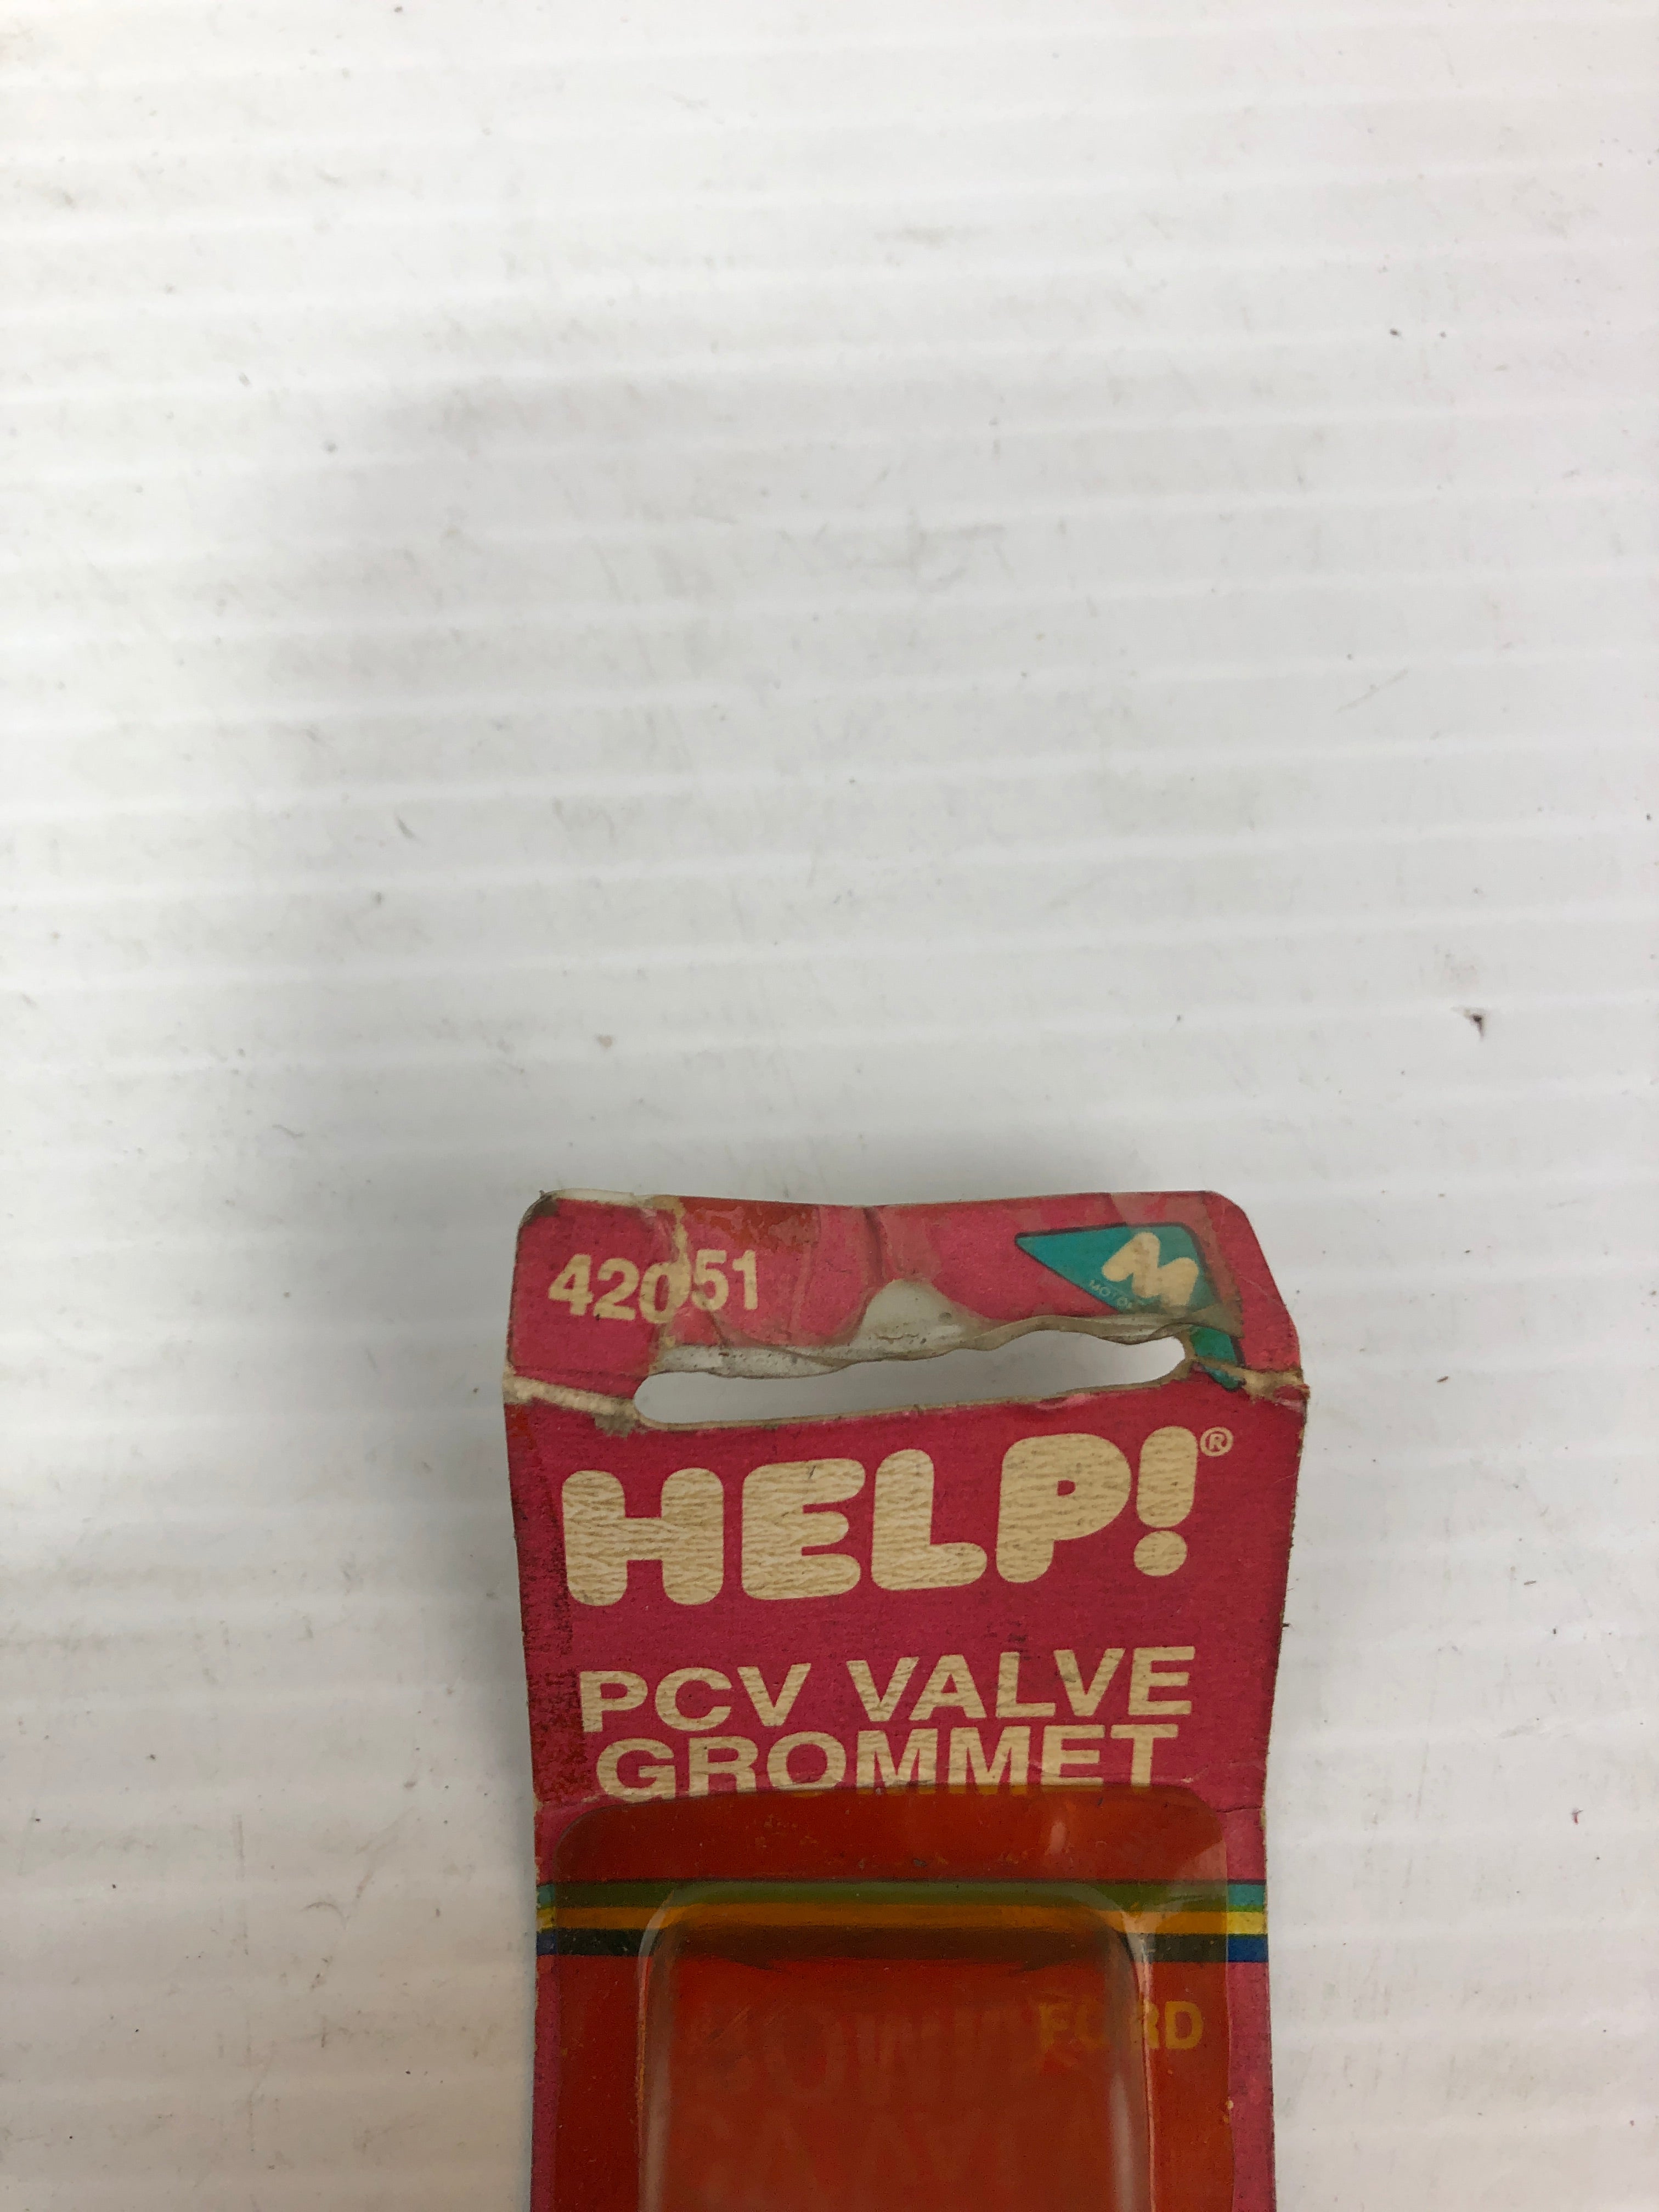 42051
M
HELP!®
PCV VALVE
GROMMET
FORD